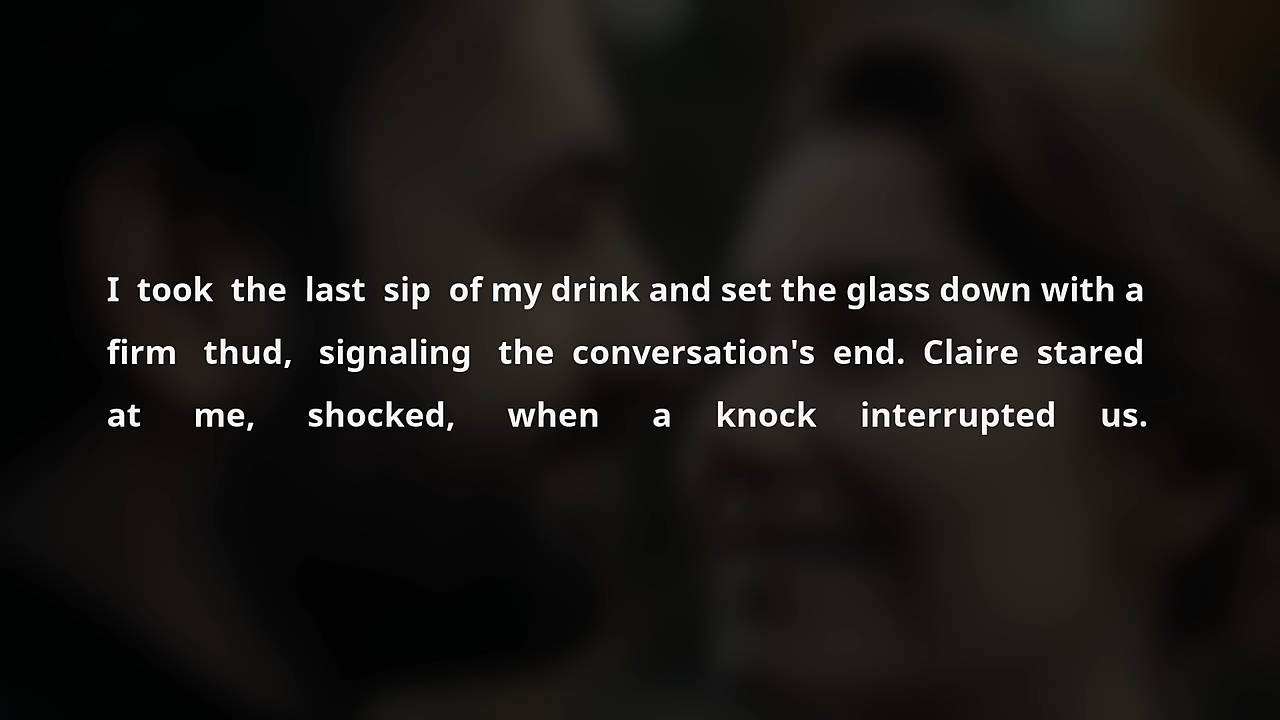 I took the last sip of my drink and set the glass down with a
firm thud, signaling the conversation's end. Claire stared
at me, shocked, when a knock interrupted us.